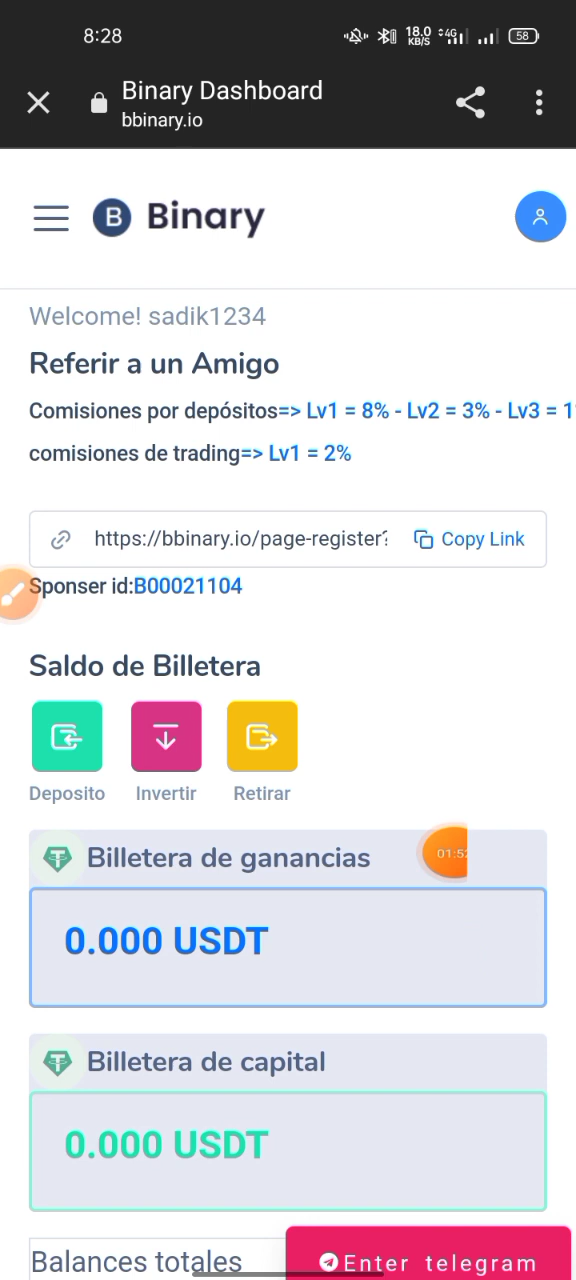 8:28
18.0
KB/S
4G
58
Binary Dashboard
bbinary.io
B Binary
Welcome! sadik1234
Referir a un Amigo
Comisiones por depósitos=> Lv1 = 8% - Lv2 = 3% - Lv3 = 1
comisiones de trading=> Lv1 = 2%
https://bbinary.io/page-register?
Copy Link
Sponser id:B00021104
Saldo de Billetera
Deposito Invertir Retirar
Billetera de ganancias
01:52
0.000 USDT
Billetera de capital
0.000 USDT
Balances totales
Enter telegram